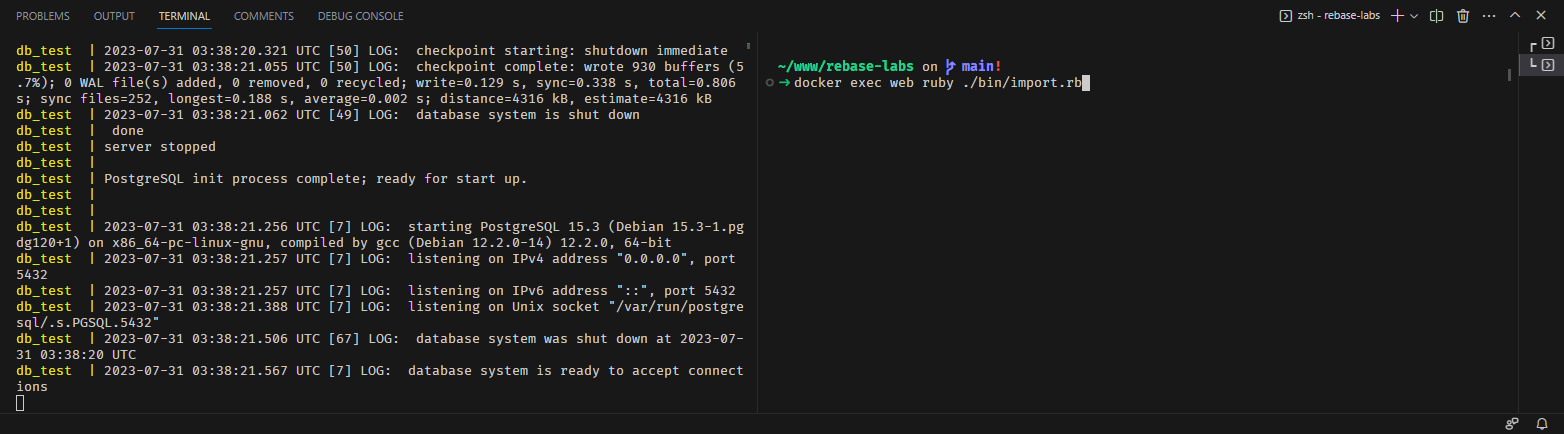 PROBLEMS OUTPUT TERMINAL COMMENTS DEBUG CONSOLE
zsh - rebase-labs
db_test | 2023-07-31 03:38:20.321 UTC [50] LOG: checkpoint starting: shutdown immediate
db_test | 2023-07-31 03:38:21.055 UTC [50] LOG: checkpoint complete: wrote 930 buffers (5
.7%); 0 WAL file(s) added, 0 removed, 0 recycled; write=0.129 s, sync=0.338 s, total=0.806
s; sync files=252, longest=0.188 s, average=0.002 s; distance=4316 kB, estimate=4316 kB
db_test | 2023-07-31 03:38:21.062 UTC [49] LOG: database system is shut down
db_test | done
db_test | server stopped
db_test |
db_test | PostgreSQL init process complete; ready for start up.
db_test |
db_test |
db_test | 2023-07-31 03:38:21.256 UTC [7] LOG: starting PostgreSQL 15.3 (Debian 15.3-1.pg
dg120+1) on x86_64-pc-linux-gnu, compiled by gcc (Debian 12.2.0-14) 12.2.0, 64-bit
db_test | 2023-07-31 03:38:21.257 UTC [7] LOG: listening on IPv4 address "0.0.0.0", port
5432
db_test | 2023-07-31 03:38:21.257 UTC [7] LOG: listening on IPv6 address "::", port 5432
db_test | 2023-07-31 03:38:21.388 UTC [7] LOG: listening on Unix socket "/var/run/postgre
sql/.s.PGSQL.5432"
db_test | 2023-07-31 03:38:21.506 UTC [67] LOG: database system was shut down at 2023-07-
31 03:38:20 UTC
db_test | 2023-07-31 03:38:21.567 UTC [7] LOG: database system is ready to accept connect
ions
~/www/rebase-labs on main!
➜ docker exec web ruby ./bin/import.rb